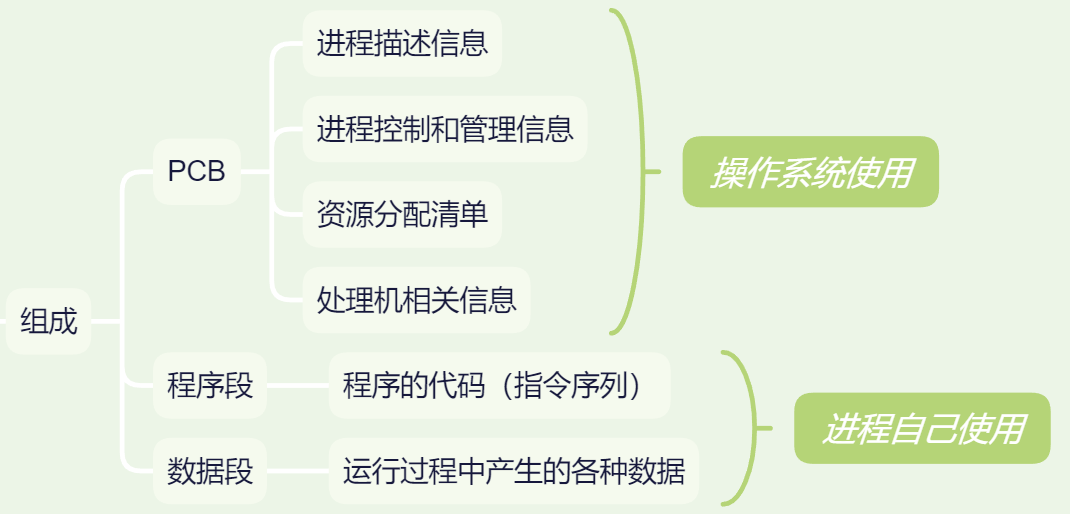 进程描述信息
进程控制和管理信息
PCB
操作系统使用
资源分配清单
处理机相关信息
组成
程序段
程序的代码（指令序列）
进程自己使用
数据段
运行过程中产生的各种数据